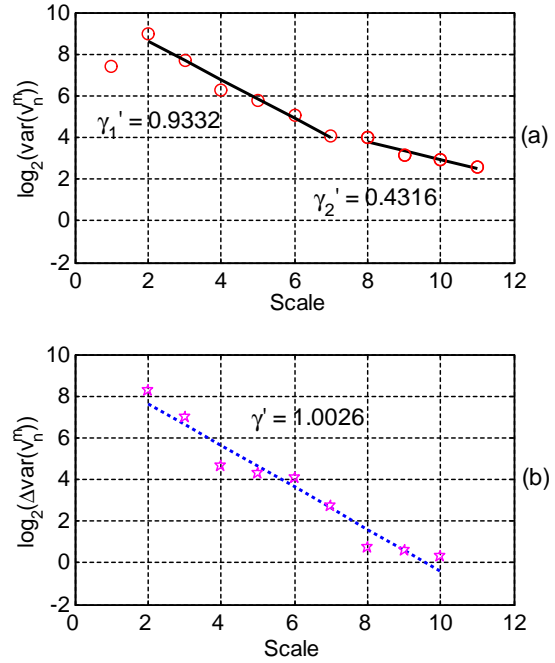 10
8
6
4
2
0
-2
0 2 4 6 8 10 12
log₂(var(vₙᵐ))
γ₁' = 0.9332
γ₂' = 0.4316
(a)
Scale
10
8
6
4
2
0
-2
0 2 4 6 8 10 12
log₂(Δvar(vₙᵐ))
γ' = 1.0026
(b)
Scale